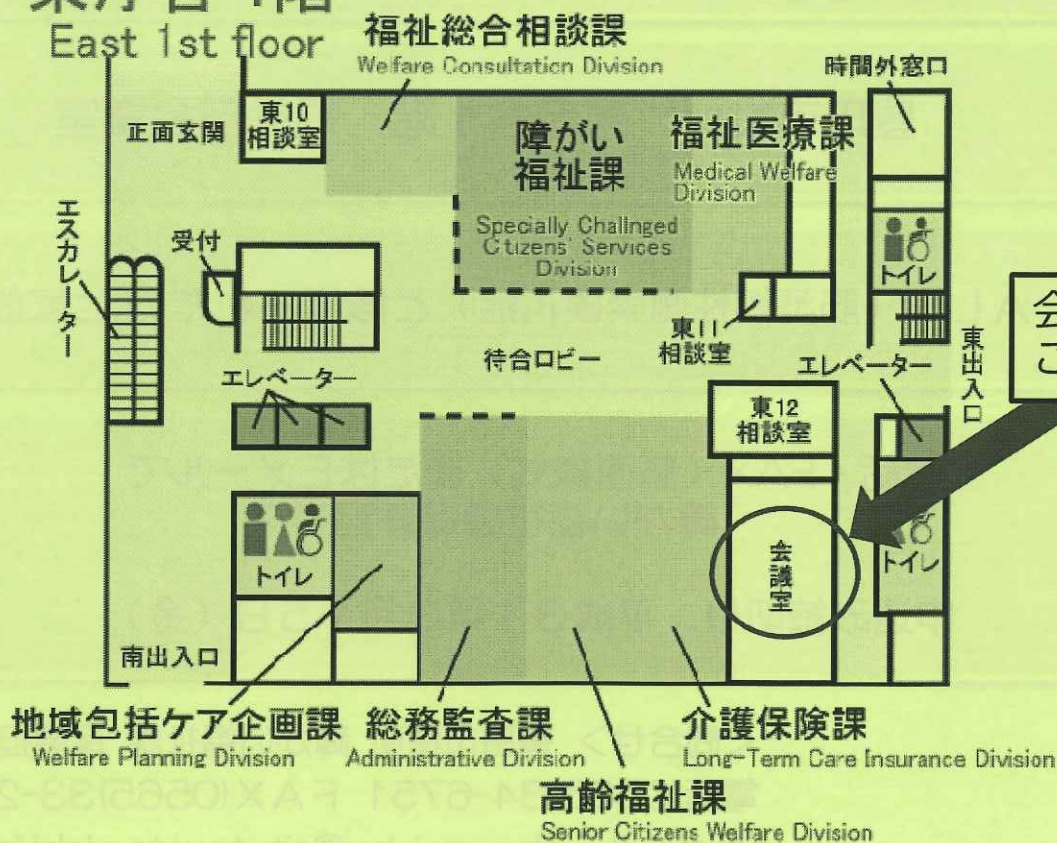 東庁舎1階
East 1st floor
福祉総合相談課
Welfare Consultation Division
時間外窓口
正面玄関
東10
相談室
障がい
福祉課
Specially Challnged
Citizens' Services
Division
福祉医療課
Medical Welfare
Division
エスカレーター
受付
トイレ
東11
相談室
待合ロビー
エレベーター
エレベーター
東出入口
会
こ
東12
相談室
トイレ
会議室
トイレ
南出入口
地域包括ケア企画課
Welfare Planning Division
総務監査課
Administrative Division
介護保険課
Long-Term Care Insurance Division
高齢福祉課
Senior Citizens Welfare Division